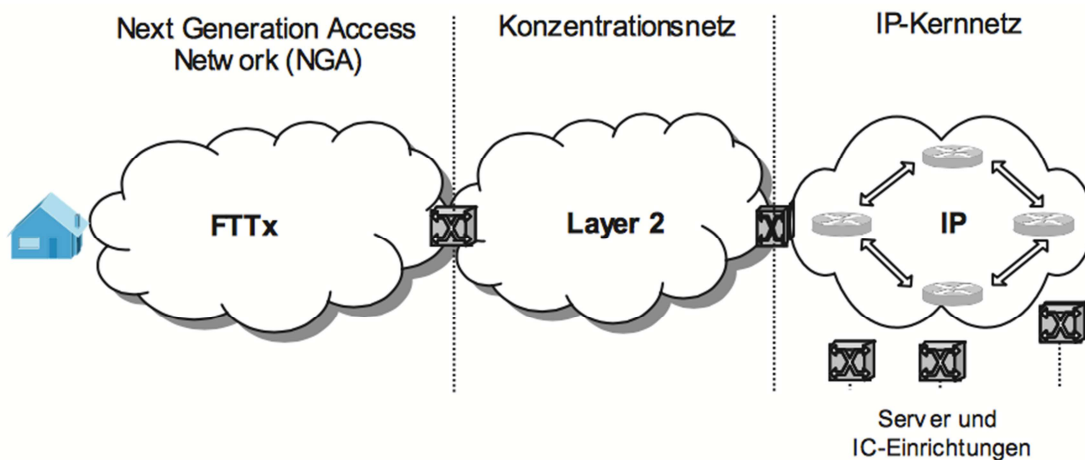 Next Generation Access
Network (NGA)
Konzentrationsnetz
IP-Kernnetz
FTTx
Layer 2
IP
Server und
IC-Einrichtungen